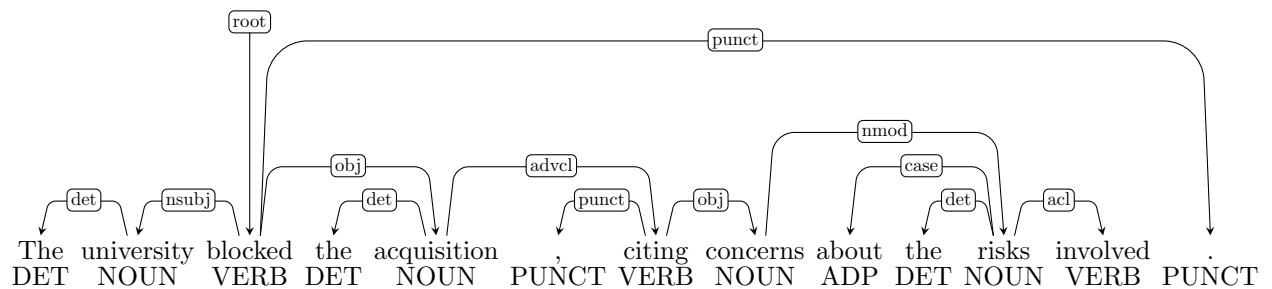 root
punct
nmod
obj advcl case
det nsubj det punct obj det acl
The university blocked the acquisition , citing concerns about the risks involved .
DET NOUN VERB DET NOUN PUNCT VERB NOUN ADP DET NOUN VERB PUNCT